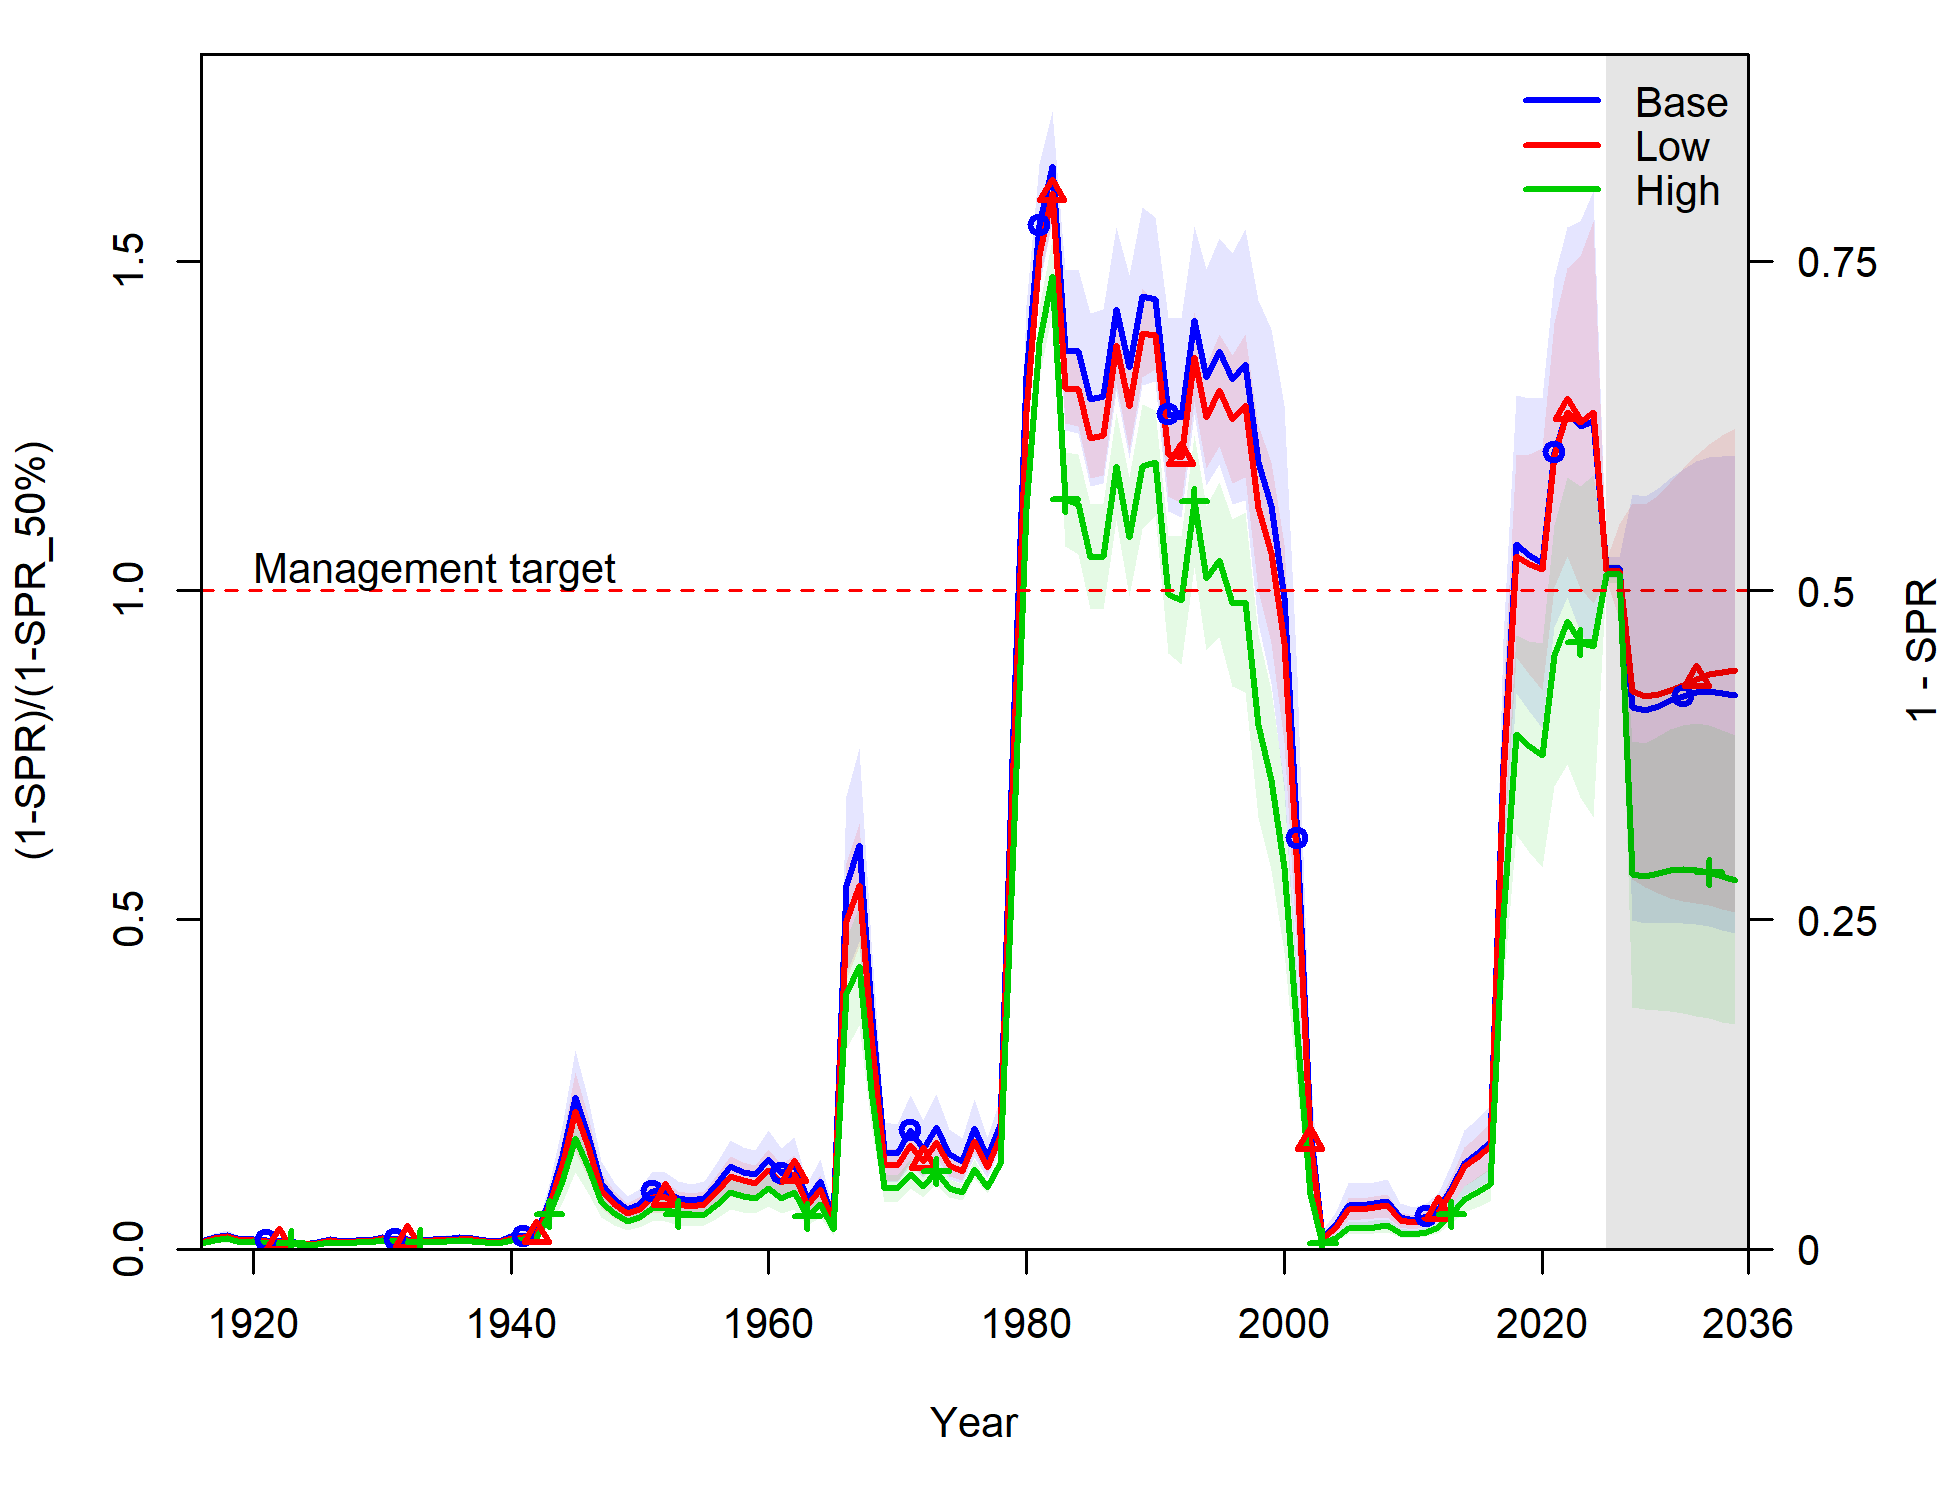 Base
Low
High
Management target
(1-SPR)/(1-SPR_50%)
0.0
0.5
1.0
1.5
1 - SPR
0
0.25
0.5
0.75
1920
1940
1960
1980
2000
2020
2036
Year